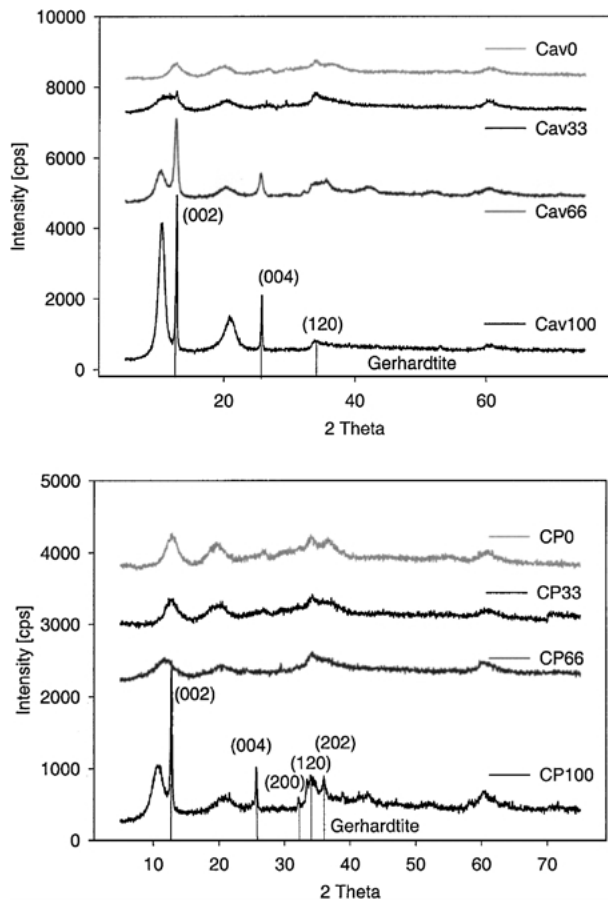 10000
8000
6000
4000
2000
0
Intensity [cps]
Cav0
Cav33
Cav66
Cav100
(002)
(004)
(120)
Gerhardtite
20
40
60
2 Theta
5000
4000
3000
2000
1000
0
Intensity [cps]
CP0
CP33
CP66
CP100
(002)
(004)
(200)
(120)
(202)
Gerhardtite
10
20
30
40
50
60
70
2 Theta